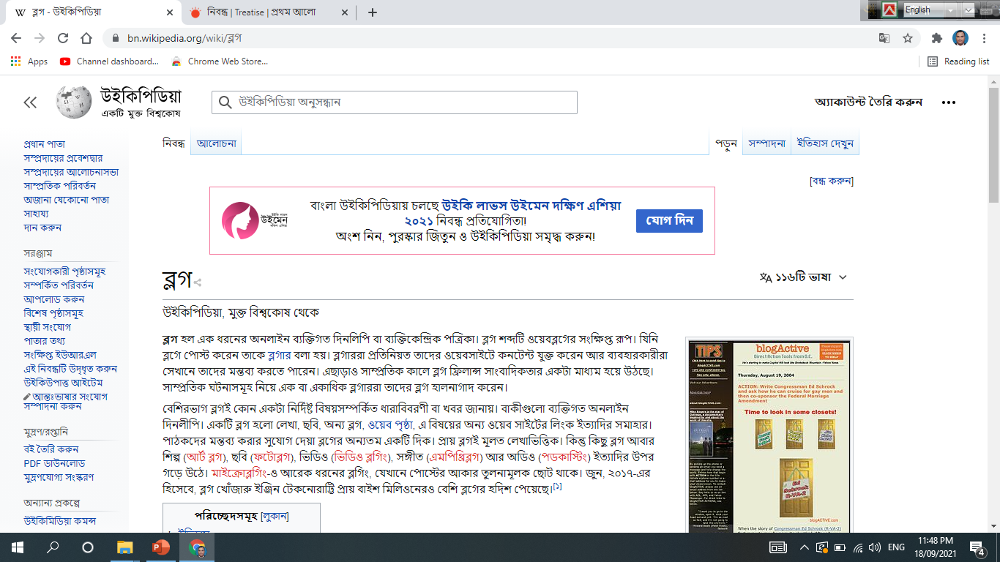 ব্লগ - উইকিপিডিয়া
নিবন্ধ | Treatise | প্রথম আলো
English
bn.wikipedia.org/wiki/ব্লগ
Apps
Channel dashboard...
Chrome Web Store...
Reading list
উইকিপিডিয়া
একটি মুক্ত বিশ্বকোষ
উইকিপিডিয়া অনুসন্ধান
অ্যাকাউন্ট তৈরি করুন
প্রধান পাতা
সম্প্রদায়ের প্রবেশদ্বার
সম্প্রদায়ের আলোচনাসভা
সাম্প্রতিক পরিবর্তন
অজানা যেকোনো পাতা
সাহায্য
দান করুন
সরঞ্জাম
সংযোগকারী পৃষ্ঠাসমূহ
সম্পর্কিত পরিবর্তন
আপলোড করুন
বিশেষ পৃষ্ঠাসমূহ
স্থায়ী সংযোগ
পাতার তথ্য
সংক্ষিপ্ত ইউআরএল
এই নিবন্ধটি উদ্ধৃত করুন
উইকিউপাত্ত আইটেম
আন্তঃভাষার সংযোগ
সম্পাদনা করুন
মুদ্রণ/রপ্তানি
বই তৈরি করুন
PDF ডাউনলোড
মুদ্রণযোগ্য সংস্করণ
অন্যান্য প্রকল্পে
উইকিমিডিয়া কমন্স
নিবন্ধ আলোচনা পড়ুন সম্পাদনা ইতিহাস দেখুন
[বন্ধ করুন]
উইকি লাভস
উইমেন
দক্ষিণ এশিয়া
বাংলা উইকিপিডিয়ায় চলছে উইকি লাভস উইমেন দক্ষিণ এশিয়া
২০২১ নিবন্ধ প্রতিযোগিতা!
অংশ নিন, পুরস্কার জিতুন ও উইকিপিডিয়া সমৃদ্ধ করুন!
যোগ দিন
ব্লগ
১১৬টি ভাষা
উইকিপিডিয়া, মুক্ত বিশ্বকোষ থেকে
ব্লগ হল এক ধরনের অনলাইন ব্যক্তিগত দিনলিপি বা ব্যক্তিকেন্দ্রিক পত্রিকা। ব্লগ শব্দটি ওয়েবব্লগের সংক্ষিপ্ত রূপ। যিনি
ব্লগে পোস্ট করেন তাকে ব্লগার বলা হয়। ব্লগাররা প্রতিনিয়ত তাদের ওয়েবসাইটে কনটেন্ট যুক্ত করেন আর ব্যবহারকারীরা
সেখানে তাদের মন্তব্য করতে পারেন। এছাড়াও সাম্প্রতিক কালে ব্লগ ফ্রিলান্স সাংবাদিকতার একটা মাধ্যম হয়ে উঠছে।
সাম্প্রতিক ঘটনাসমূহ নিয়ে এক বা একাধিক ব্লগাররা তাদের ব্লগ হালনাগাদ করেন।
বেশিরভাগ ব্লগই কোন একটা নির্দিষ্ট বিষয়সম্পর্কিত ধারাবিবরণী বা খবর জানায়। বাকীগুলো ব্যক্তিগত অনলাইন
দিনলীপি। একটি ব্লগ হলো লেখা, ছবি, অন্য ব্লগ, ওয়েব পৃষ্ঠা, এ বিষয়ের অন্য ওয়েব সাইটের লিংক ইত্যাদির সমাহার।
পাঠকদের মন্তব্য করার সুযোগ দেয়া ব্লগের অন্যতম একটি দিক। প্রায় ব্লগই মূলত লেখাভিত্তিক। কিন্তু কিছু ব্লগ আবার
শিল্প (আর্ট ব্লগ), ছবি (ফটোব্লগ), ভিডিও (ভিডিও ব্লগিং), সঙ্গীত (এমপিথ্রিব্লগ) আর অডিও (পডকাস্টিং) ইত্যাদির উপর
গড়ে উঠে। মাইক্রোব্লগিং-ও আরেক ধরনের ব্লগিং, যেখানে পোস্টের আকার তুলনামূলক ছোট থাকে। জুন, ২০১৭-এর
হিসেবে, ব্লগ খোঁজারু ইঞ্জিন টেকনোরাট্টি প্রায় বাইশ মিলিওনেরও বেশি ব্লগের হদিশ পেয়েছে।[১]
পরিচ্ছেদসমূহ [লুকান]
TIPS
blogActive
Direct Action Tools from D.C.
Thursday, August 19, 2004
ACTION: Write Congressman Ed Schrock
and ask how he can cruise for gay men and
then co-sponsor the Federal Marriage
Amendment
Time to look in some closets!
Ed
Schrock
R-VA-2
blogACTIVE.com
When the story of Congressman Ed Schrock (R-VA-2)
ENG
11:48 PM
18/09/2021
4